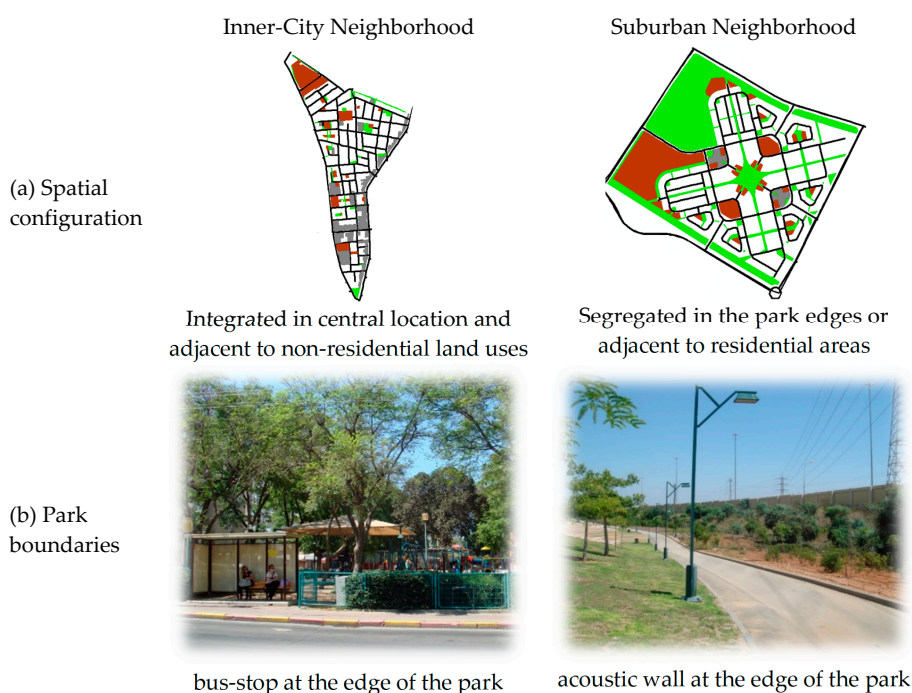 Inner-City Neighborhood
Suburban Neighborhood
(a) Spatial
configuration
Integrated in central location and
adjacent to non-residential land uses
Segregated in the park edges or
adjacent to residential areas
(b) Park
boundaries
bus-stop at the edge of the park
acoustic wall at the edge of the park